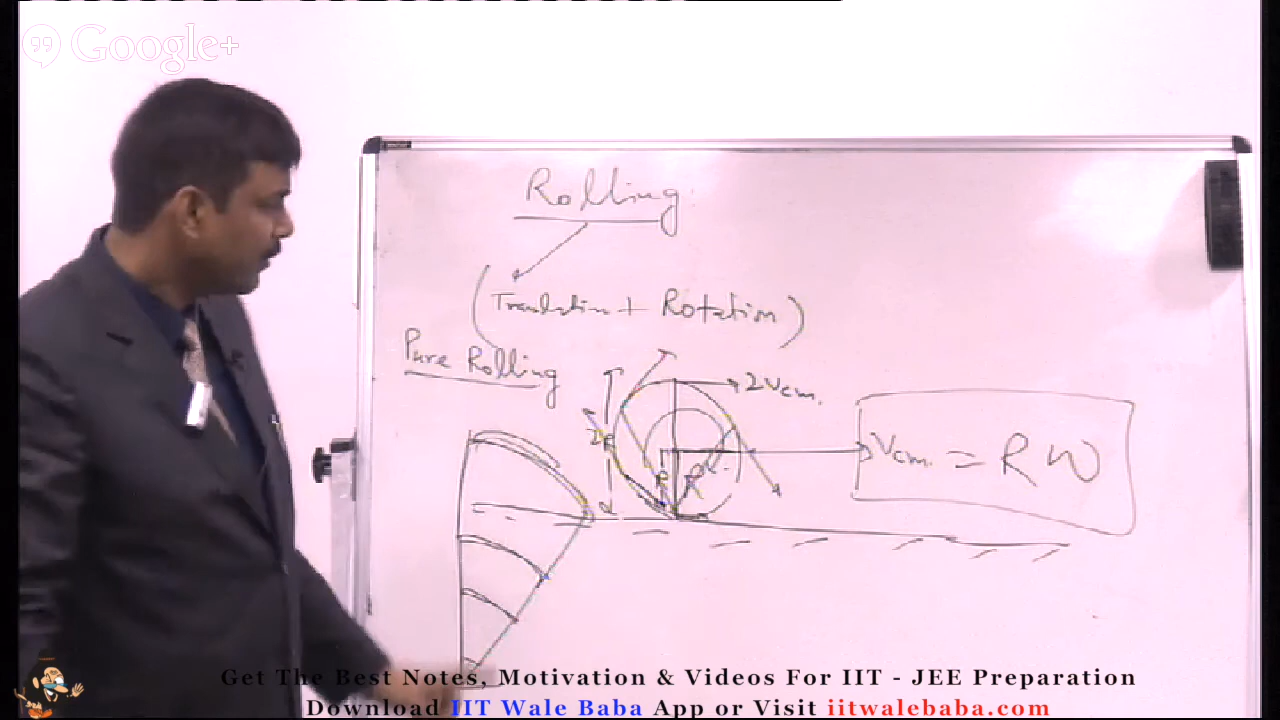 Google+
Rolling
(Translation + Rotation)
Pure Rolling
2Vcm.
2R
R
R
Vcm. = Rω
Get The Best Notes, Motivation & Videos For IIT - JEE Preparation
Download IIT Wale Baba App or Visit iitwalebaba.com